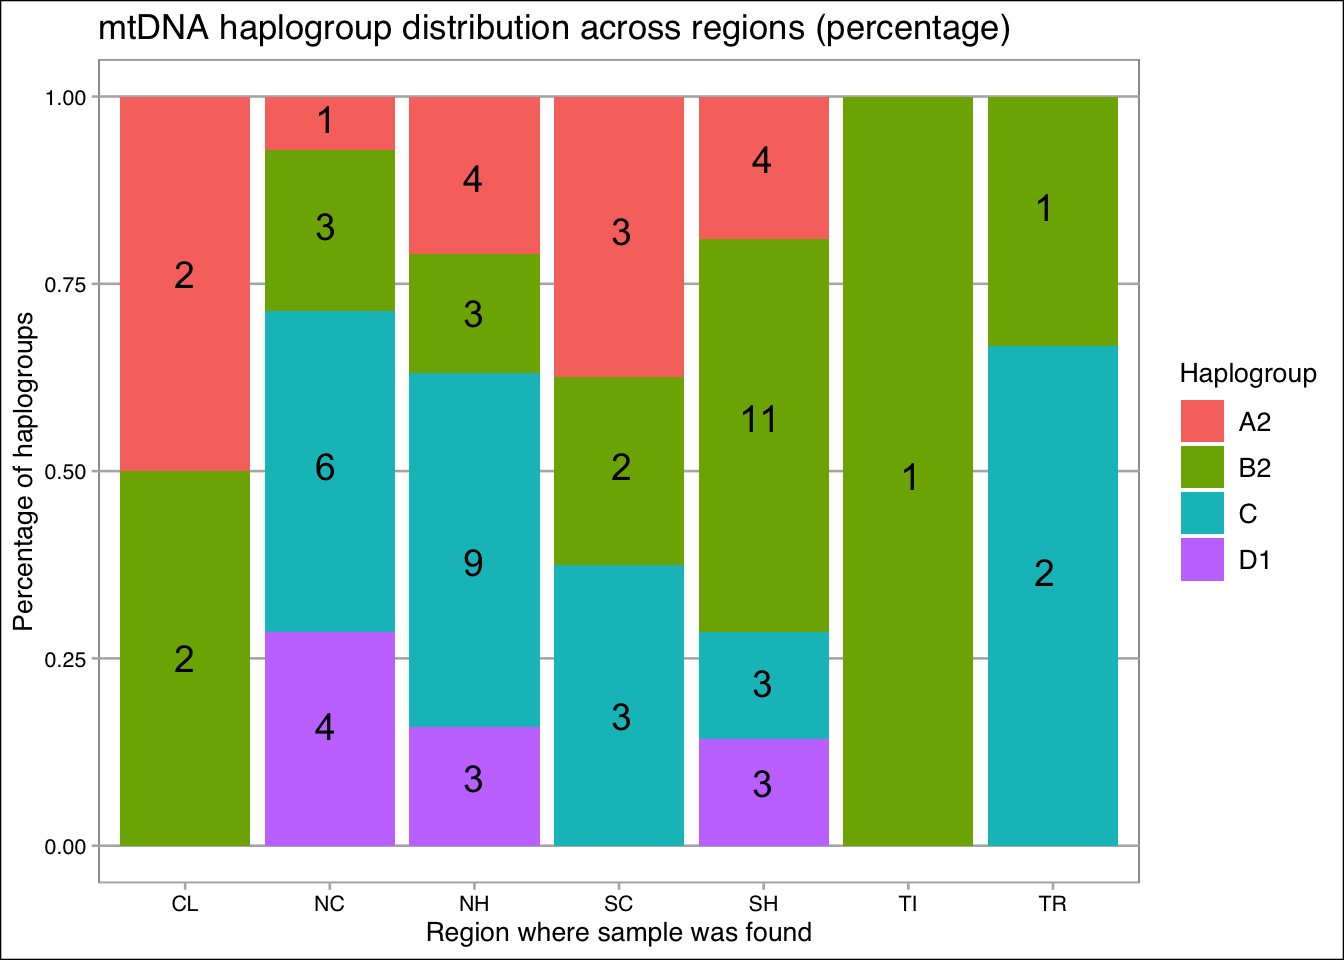 mtDNA haplogroup distribution across regions (percentage)
Percentage of haplogroups
1.00
0.75
0.50
0.25
0.00
2
2
1
3
6
4
4
3
9
3
3
2
3
4
11
3
3
1
1
2
CL NC NH SC SH TI TR
Region where sample was found
Haplogroup
A2
B2
C
D1